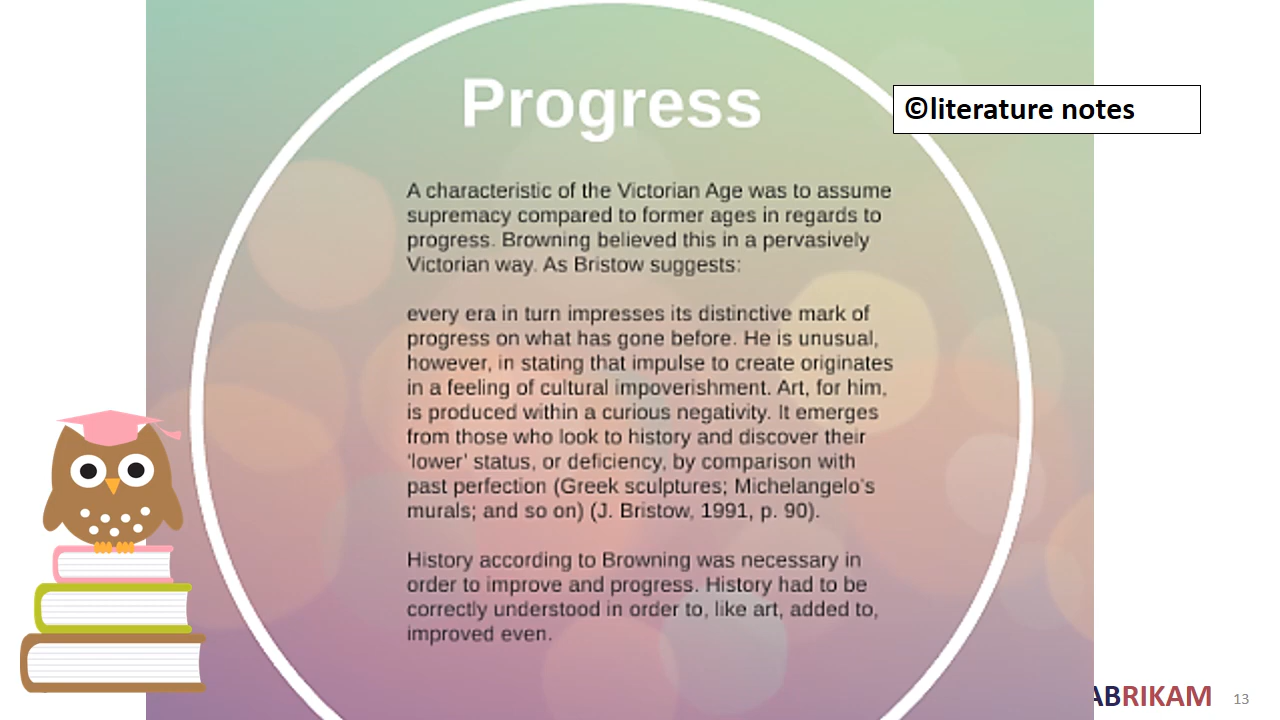 Progress
©literature notes
A characteristic of the Victorian Age was to assume
supremacy compared to former ages in regards to
progress. Browning believed this in a pervasively
Victorian way. As Bristow suggests:
every era in turn impresses its distinctive mark of
progress on what has gone before. He is unusual,
however, in stating that impulse to create originates
in a feeling of cultural impoverishment. Art, for him,
is produced within a curious negativity. It emerges
from those who look to history and discover their
'lower' status, or deficiency, by comparison with
past perfection (Greek sculptures; Michelangelo's
murals; and so on) (J. Bristow, 1991, p. 90).
History according to Browning was necessary in
order to improve and progress. History had to be
correctly understood in order to, like art, added to,
improved even.
ABRIKAM
13